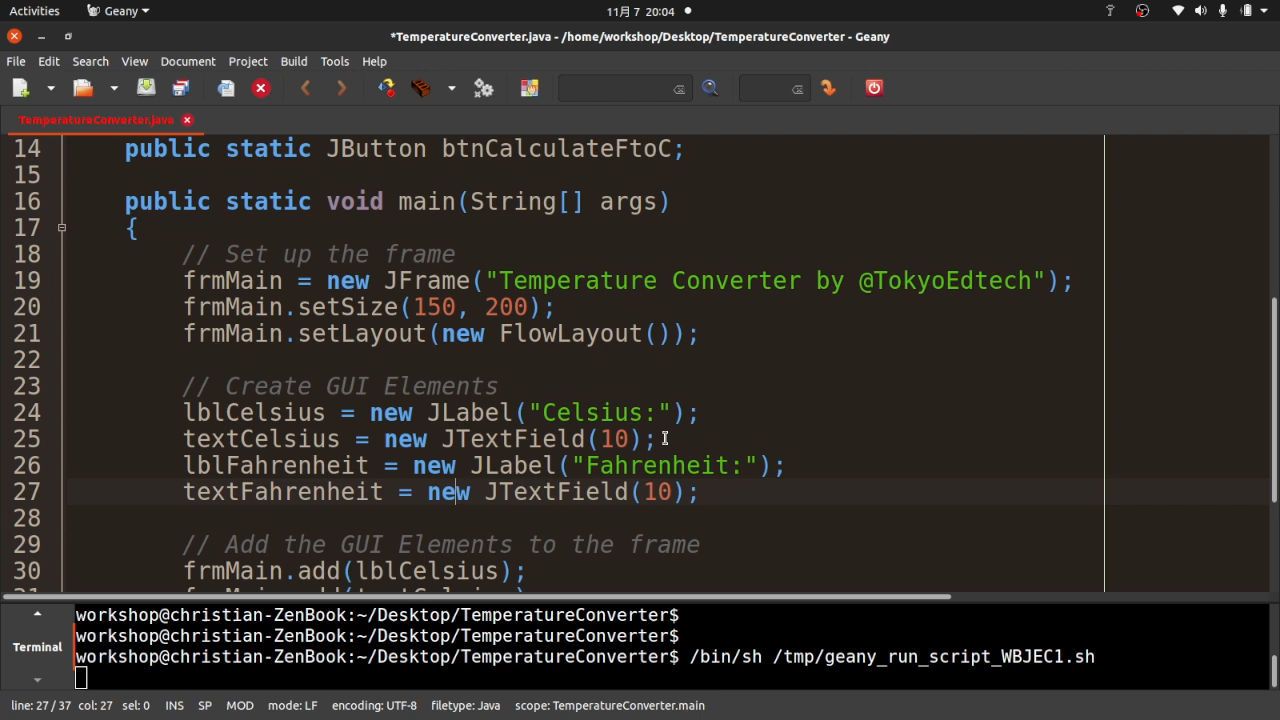 Activities Geany 11月 7 20:04
*TemperatureConverter.java - /home/workshop/Desktop/TemperatureConverter - Geany
File Edit Search View Document Project Build Tools Help
TemperatureConverter.java
14 public static JButton btnCalculateFtoC;
15
16 public static void main(String[] args)
17 {
18 // Set up the frame
19 frmMain = new JFrame("Temperature Converter by @TokyoEdtech");
20 frmMain.setSize(150, 200);
21 frmMain.setLayout(new FlowLayout());
22
23 // Create GUI Elements
24 lblCelsius = new JLabel("Celsius:");
25 textCelsius = new JTextField(10);
26 lblFahrenheit = new JLabel("Fahrenheit:");
27 textFahrenheit = new JTextField(10);
28
29 // Add the GUI Elements to the frame
30 frmMain.add(lblCelsius);
workshop@christian-ZenBook:~/Desktop/TemperatureConverter$
workshop@christian-ZenBook:~/Desktop/TemperatureConverter$
Terminal
workshop@christian-ZenBook:~/Desktop/TemperatureConverter$ /bin/sh /tmp/geany_run_script_WBJEC1.sh
line: 27 / 37 col: 27 sel: 0 INS SP MOD mode: LF encoding: UTF-8 filetype: Java scope: TemperatureConverter.main